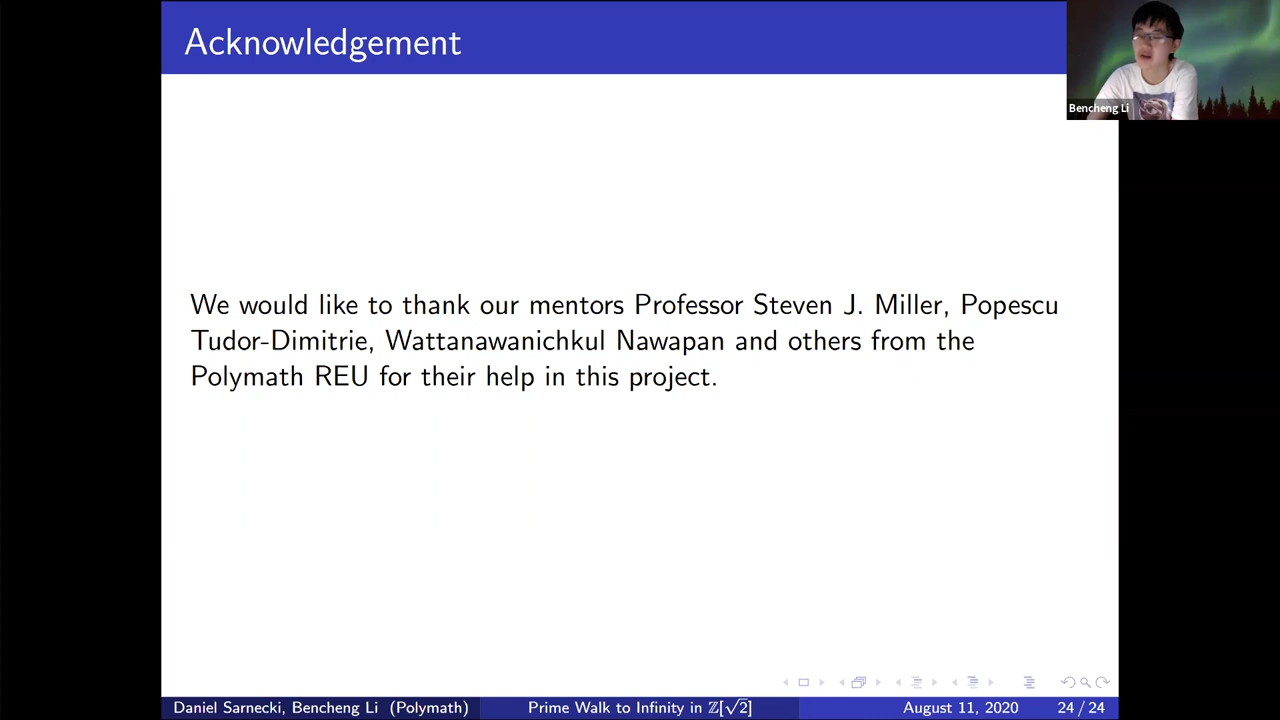 Acknowledgement
Bencheng Li
We would like to thank our mentors Professor Steven J. Miller, Popescu
Tudor-Dimitrie, Wattanawanichkul Nawapan and others from the
Polymath REU for their help in this project.
Daniel Sarnecki, Bencheng Li (Polymath)
Prime Walk to Infinity in ℤ[√2]
August 11, 2020
24 / 24